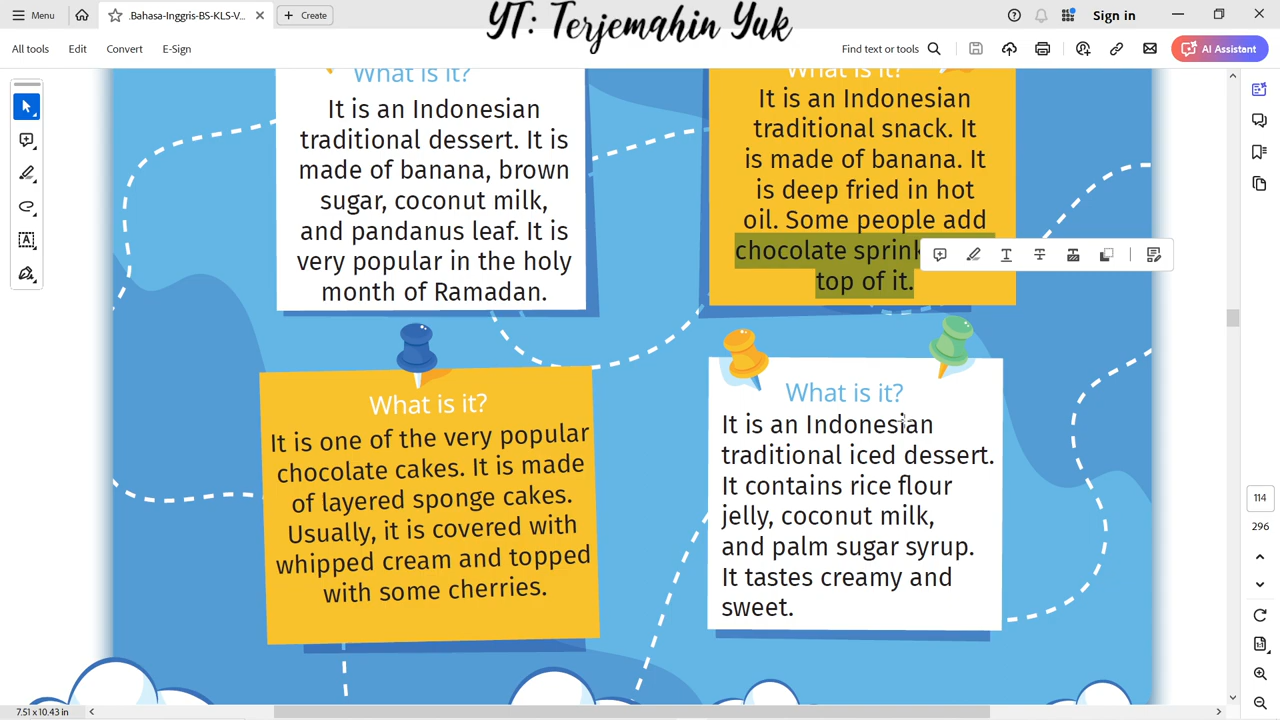 Menu
.Bahasa-Inggris-BS-KLS-V...
Create
YT: Terjemahin Yuk
Sign in
All tools
Edit
Convert
E-Sign
Find text or tools
AI Assistant
What is it?
It is an Indonesian
traditional dessert. It is
made of banana, brown
sugar, coconut milk,
and pandanus leaf. It is
very popular in the holy
month of Ramadan.
What is it?
It is an Indonesian
traditional snack. It
is made of banana. It
is deep fried in hot
oil. Some people add
chocolate sprink
top of it.
What is it?
It is one of the very popular
chocolate cakes. It is made
of layered sponge cakes.
Usually, it is covered with
whipped cream and topped
with some cherries.
What is it?
It is an Indonesian
traditional iced dessert.
It contains rice flour
jelly, coconut milk,
and palm sugar syrup.
It tastes creamy and
sweet.
114
296
7.51 x 10.43 in